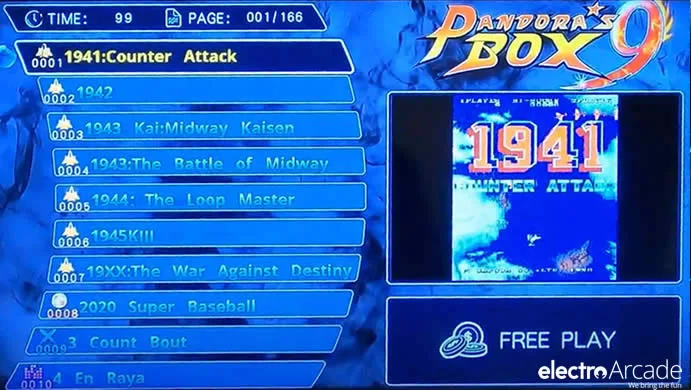 TIME: 99 PAGE: 001/166
PANDORA'S BOX 9
0001 1941:Counter Attack
0002 1942
0003 1943 Kai:Midway Kaisen
0004 1943:The Battle of Midway
0005 1944: The Loop Master
0006 1945KIII
0007 19XX:The War Against Destiny
0008 2020 Super Baseball
0009 3 Count Bout
0010 4 En Raya
1941
COUNTER ATTACK
FREE PLAY
electroArcade
We bring the fun